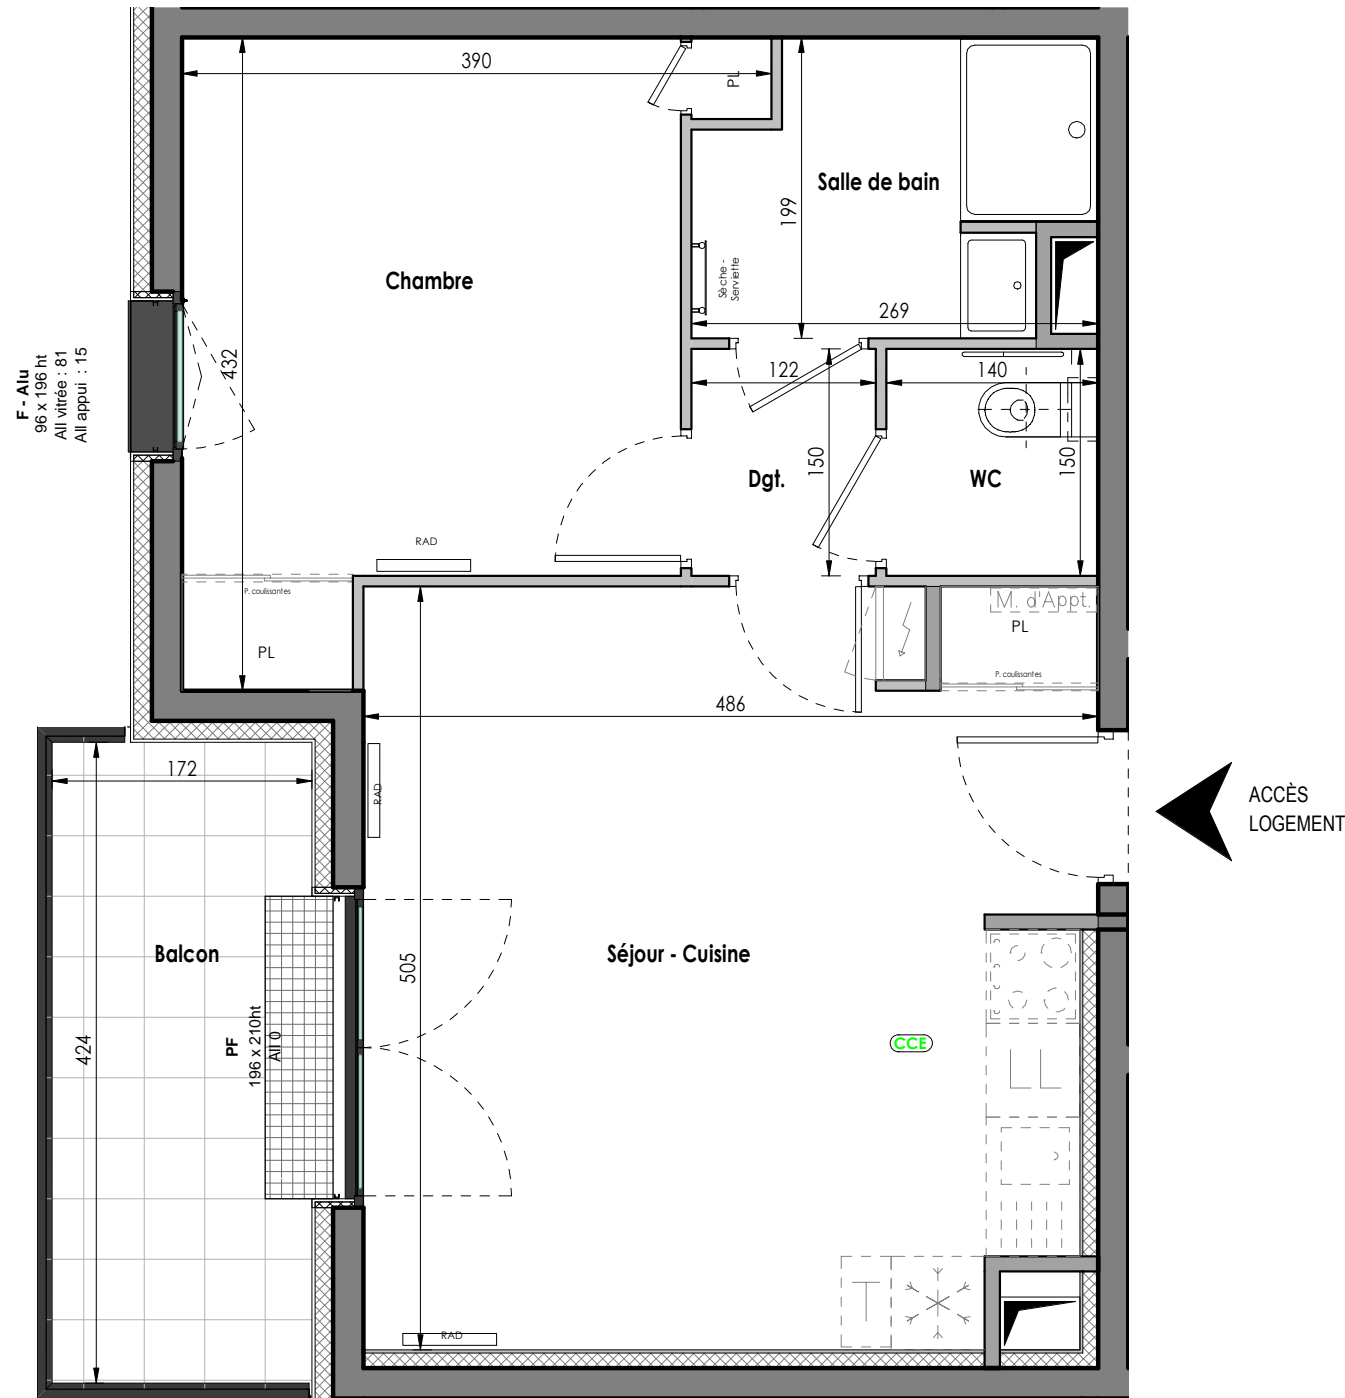 390
PL
Salle de bain
199
Sèche -
Serviette
Chambre
269
432
F - Alu
96 x 196 ht
All vitrée : 81
All appui : 15
122
140
150
150
Dgt.
WC
RAD
P. coulissantes
PL
M. d'Appt.
PL
P. coulissantes
486
172
RAD
ACCÈS
LOGEMENT
Balcon
505
Séjour - Cuisine
424
PF
196 x 210ht
All 0
CCE
LL
T
RAD